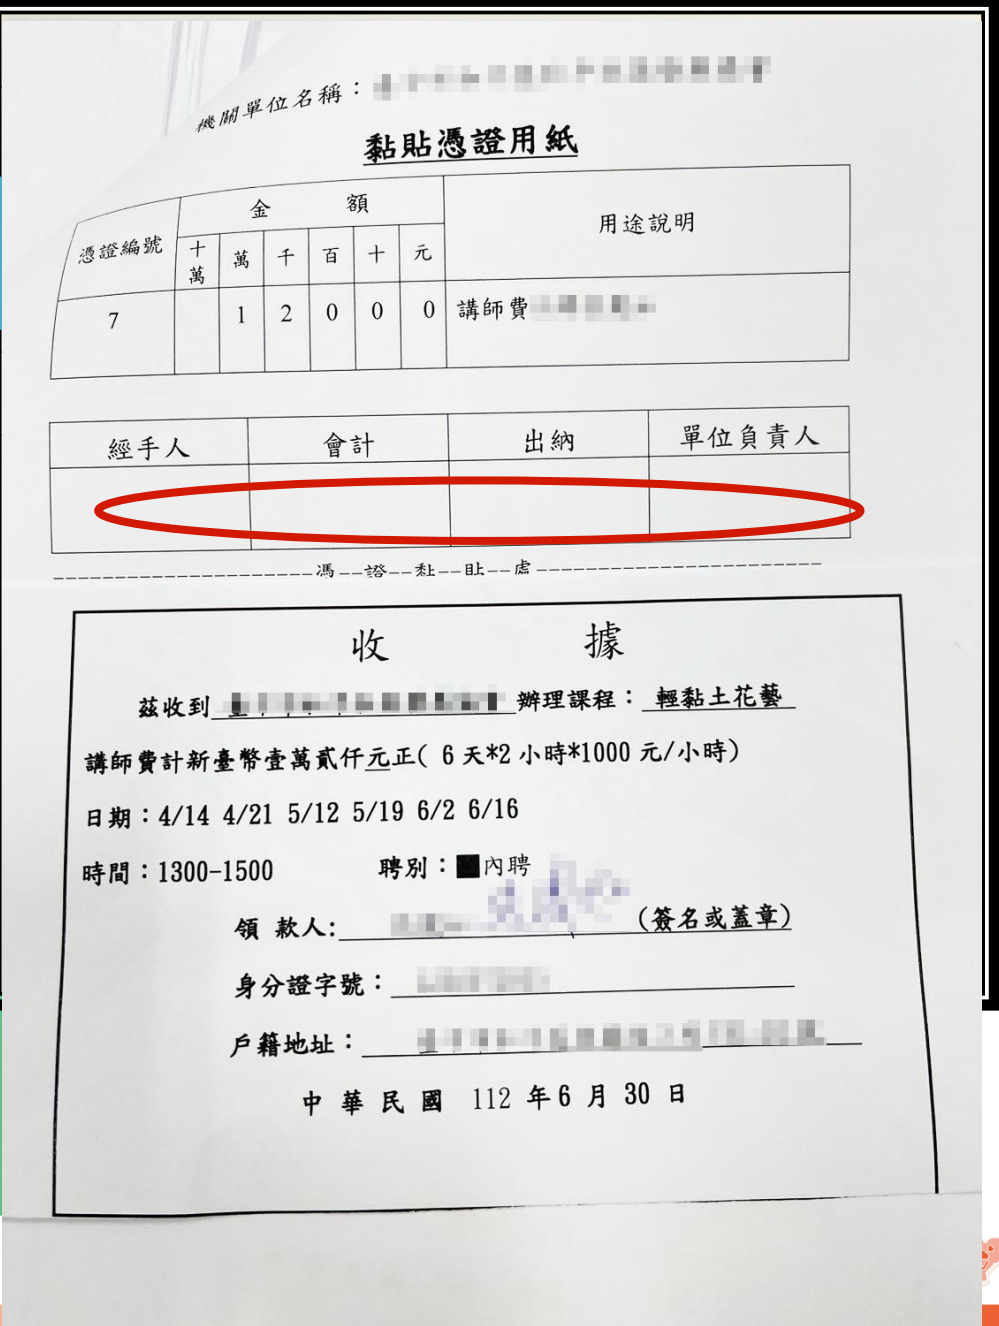 機關單位名稱：
黏貼憑證用紙
憑證編號 金額 用途說明
十萬 萬 千 百 十 元
7 1 2 0 0 0 講師費
經手人 會計 出納 單位負責人
憑 證 黏 貼 處
收 據
茲收到 辦理課程： 輕黏土花藝
講師費計新臺幣壹萬貳仟元正( 6 天*2 小時*1000 元/小時)
日期：4/14 4/21 5/12 5/19 6/2 6/16
時間：1300-1500 聘別：■內聘
領 款人: (簽名或蓋章)
身分證字號：
戶籍地址：
中 華 民 國 112 年 6 月 30 日